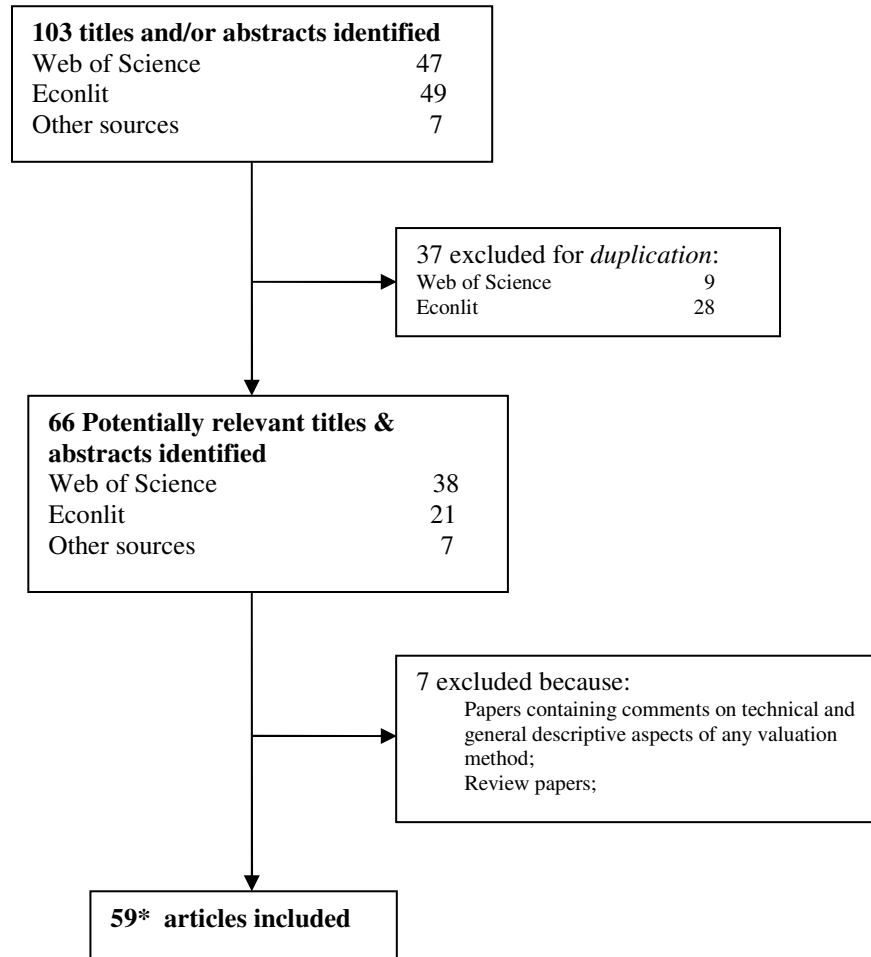 103 titles and/or abstracts identified
Web of Science 47
Econlit 49
Other sources 7
37 excluded for duplication:
Web of Science 9
Econlit 28
66 Potentially relevant titles &
abstracts identified
Web of Science 38
Econlit 21
Other sources 7
7 excluded because:
Papers containing comments on technical and
general descriptive aspects of any valuation
method;
Review papers;
59* articles included